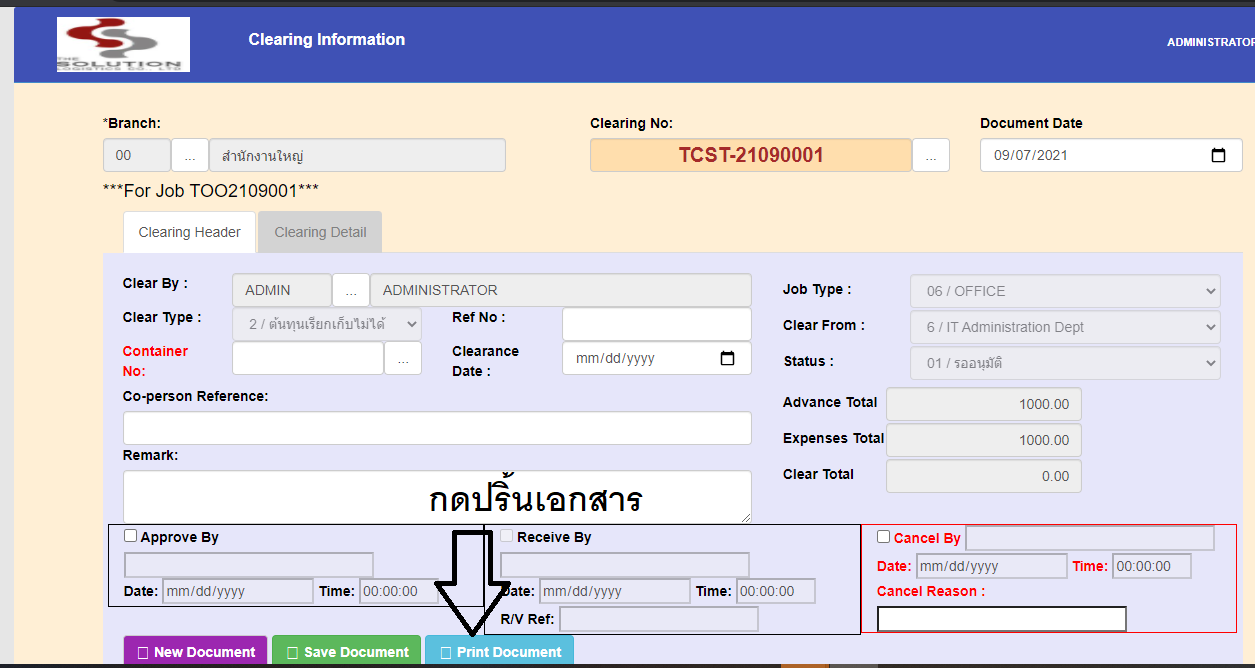 THE
SOLUTION
LOGISTICS CO., LTD
Clearing Information
ADMINISTRATOR
*Branch:
Clearing No:
Document Date
00
...
สำนักงานใหญ่
TCST-21090001
...
09/07/2021
***For Job TOO2109001***
Clearing Header
Clearing Detail
Clear By :
ADMIN
...
ADMINISTRATOR
Job Type :
06 / OFFICE
Clear Type :
2 / ต้นทุนเรียกเก็บไม่ได้
Ref No :
Clear From :
6 / IT Administration Dept
Container
No:
...
Clearance
Date :
mm/dd/yyyy
Status :
01 / รออนุมัติ
Co-person Reference:
Advance Total
1000.00
Expenses Total
1000.00
Remark:
Clear Total
0.00
กดปริ้นเอกสาร
Approve By
Receive By
Cancel By
Date:
mm/dd/yyyy
Time:
00:00:00
Date:
mm/dd/yyyy
Time:
00:00:00
Date:
mm/dd/yyyy
Time:
00:00:00
R/V Ref:
Cancel Reason :
New Document
Save Document
Print Document